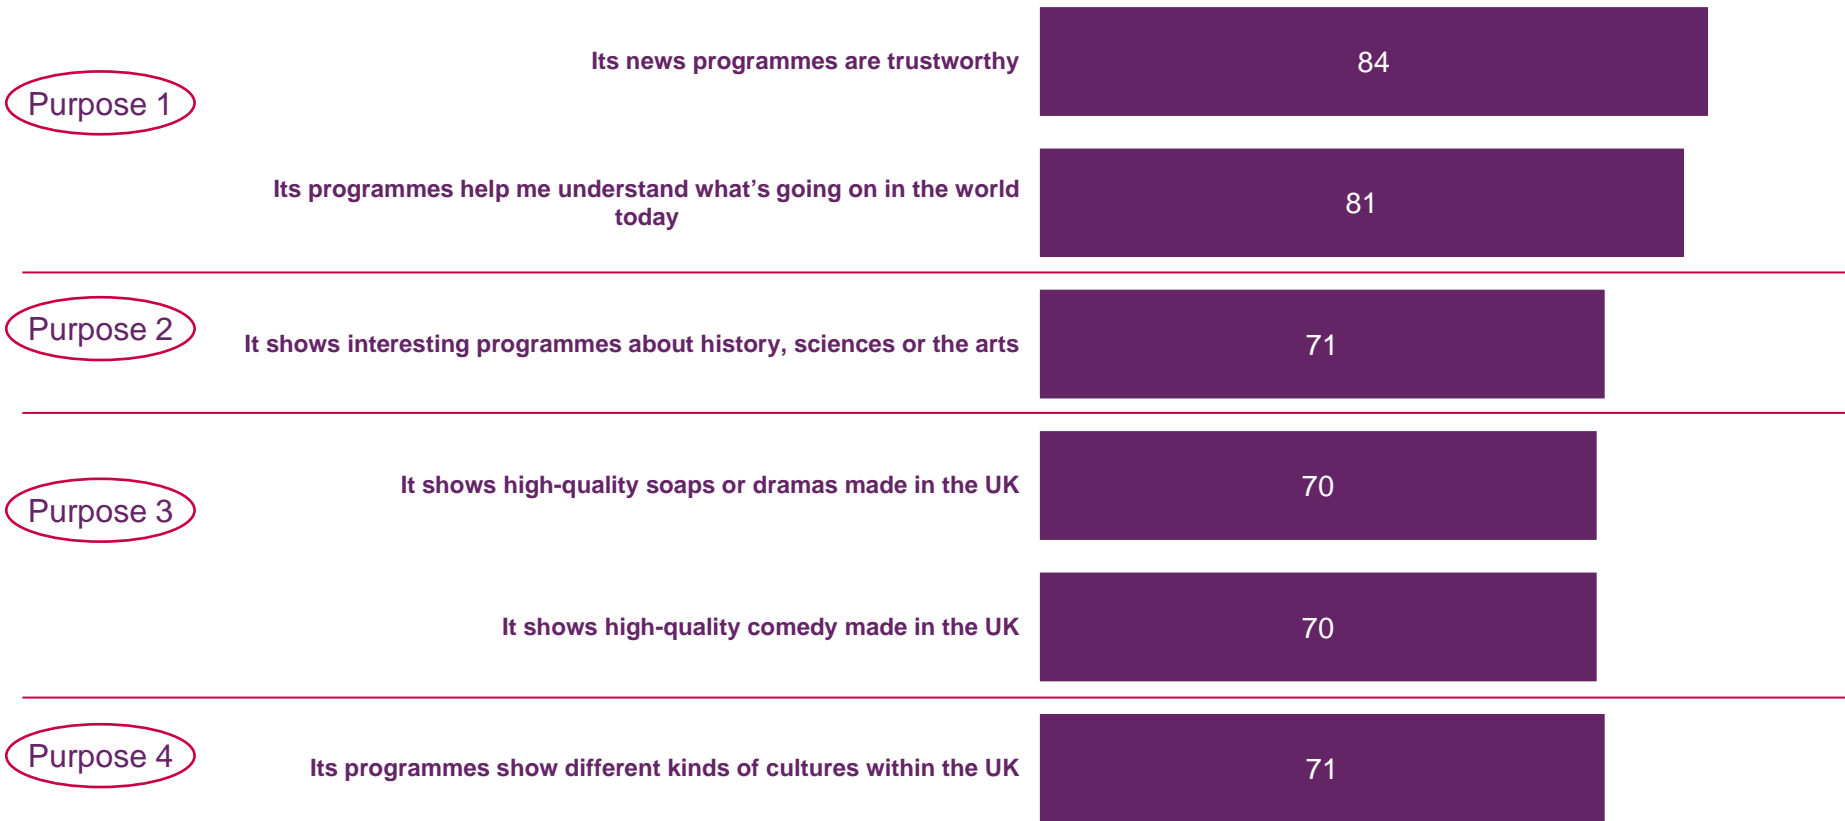 Its news programmes are trustworthy
84
Purpose 1
Its programmes help me understand what's going on in the world
today
81
Purpose 2
It shows interesting programmes about history, sciences or the arts
71
It shows high-quality soaps or dramas made in the UK
70
Purpose 3
It shows high-quality comedy made in the UK
70
Purpose 4
Its programmes show different kinds of cultures within the UK
71